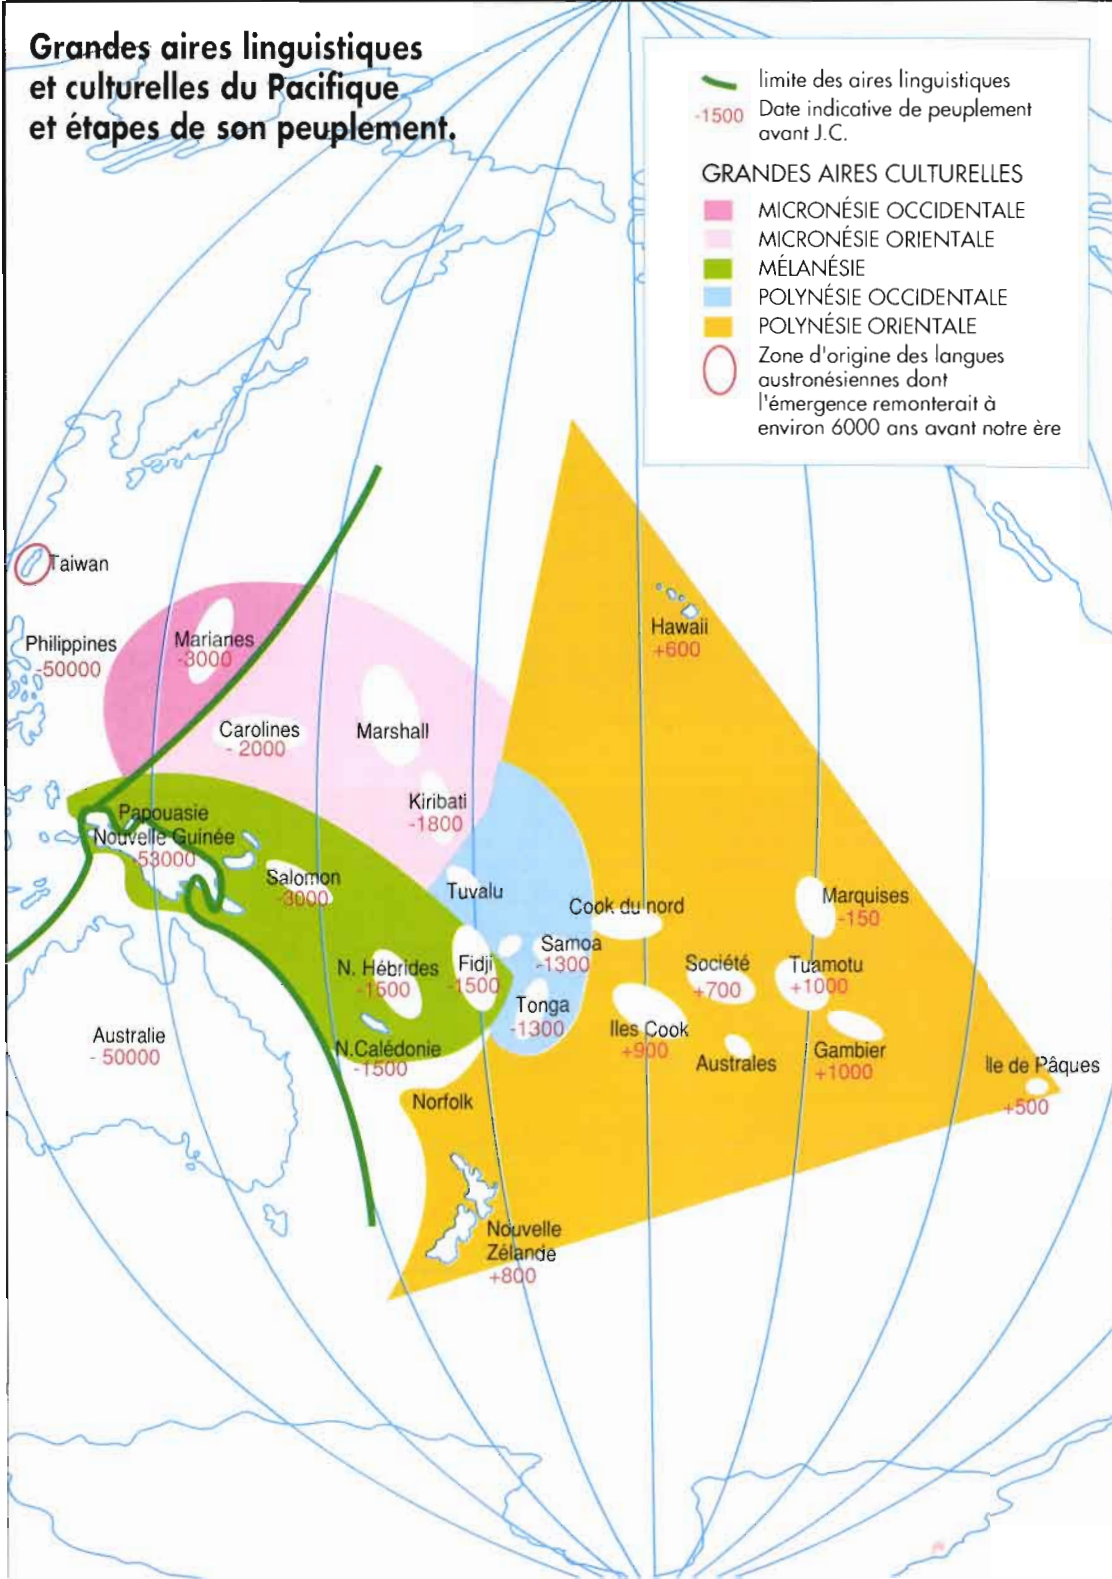 Grandes aires linguistiques
et culturelles du Pacifique
et étapes de son peuplement.
limite des aires linguistiques
-1500 Date indicative de peuplement
avant J.C.
GRANDES AIRES CULTURELLES
MICRONÉSIE OCCIDENTALE
MICRONÉSIE ORIENTALE
MÉLANÉSIE
POLYNÉSIE OCCIDENTALE
POLYNÉSIE ORIENTALE
Zone d'origine des langues
austronésiennes dont
l'émergence remonterait à
environ 6000 ans avant notre ère
Taiwan
Philippines
-50000
Marianes
-3000
Hawaii
+600
Carolines
- 2000
Marshall
Kiribati
-1800
Papouasie
Nouvelle Guinée
-53000
Salomon
-3000
Tuvalu
Cook du nord
Marquises
-150
N. Hébrides
-1600
Fidji
-1500
Samoa
-1300
Société
+700
Tuamotu
+1000
Tonga
-1300
Iles Cook
+900
Australes
Gambier
+1000
Ile de Pâques
+500
Australie
- 50000
N.Calédonie
-1500
Norfolk
Nouvelle
Zélande
+800